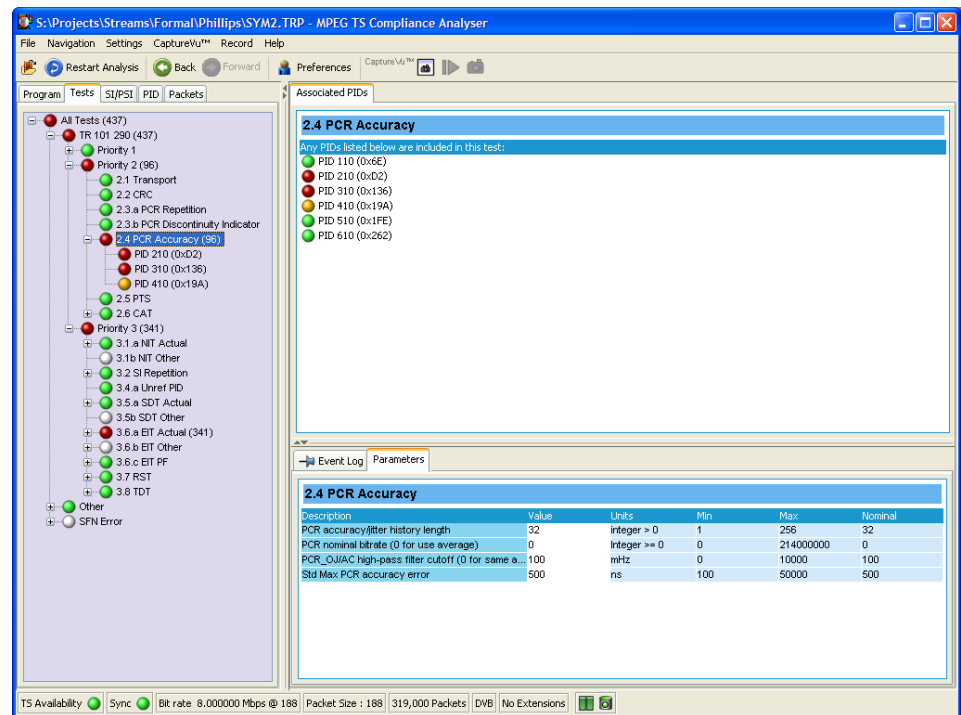 S:\Projects\Streams\Formal\Phillips\SYM2.TRP - MPEG TS Compliance Analyser
File Navigation Settings CaptureVu™ Record Help
Restart Analysis Back Forward Preferences CaptureVu™
Program Tests SI/PSI PID Packets
All Tests (437)
TR 101 290 (437)
Priority 1
Priority 2 (96)
2.1 Transport
2.2 CRC
2.3.a PCR Repetition
2.3.b PCR Discontinuity Indicator
2.4 PCR Accuracy (96)
PID 210 (0xD2)
PID 310 (0x136)
PID 410 (0x19A)
2.5 PTS
2.6 CAT
Priority 3 (341)
3.1.a NIT Actual
3.1b NIT Other
3.2 SI Repetition
3.4.a Unref PID
3.5.a SDT Actual
3.5b SDT Other
3.6.a EIT Actual (341)
3.6.b EIT Other
3.6.c EIT PF
3.7 RST
3.8 TDT
Other
SFN Error
Associated PIDs
2.4 PCR Accuracy
Any PIDs listed below are included in this test:
PID 110 (0x6E)
PID 210 (0xD2)
PID 310 (0x136)
PID 410 (0x19A)
PID 510 (0x1FE)
PID 610 (0x262)
Event Log Parameters
2.4 PCR Accuracy
Description Value Units Min Max Nominal
PCR accuracy/jitter history length 32 integer > 0 1 256 32
PCR nominal bitrate (0 for use average) 0 Integer >= 0 0 214000000 0
PCR_OJ/AC high-pass filter cutoff (0 for same a... 100 mHz 0 10000 100
Std Max PCR accuracy error 500 ns 100 50000 500
TS Availability Sync Bit rate 8.000000 Mbps @ 188 Packet Size : 188 319,000 Packets DVB No Extensions